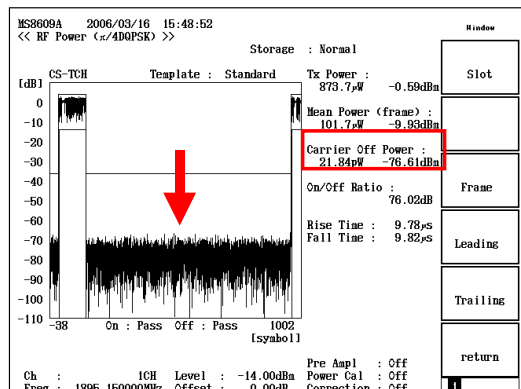 MS8609A 2006/03/16 15:48:52
<< RF Power (π/4DQPSK) >>
Window
Storage : Normal
[dB] CS-TCH Template : Standard
Tx Power :
873.7μW -0.59dBm
Slot
Mean Power (frame) :
101.7μW -9.93dBm
Carrier Off Power :
21.84pW -76.61dBm
On/Off Ratio :
76.02dB
Frame
Rise Time : 9.78μs
Fall Time : 9.82μs
Leading
0
-10
-20
-30
-40
-50
-60
-70
-80
-90
-100
-110
-38 On : Pass Off : Pass 1002
[symbol]
Trailing
return
Pre Ampl : Off
Ch : 1CH Level : -14.00dBm Power Cal : Off
Freq : 1895.150000MHz Offset : 0.00dB Correction : Off
1